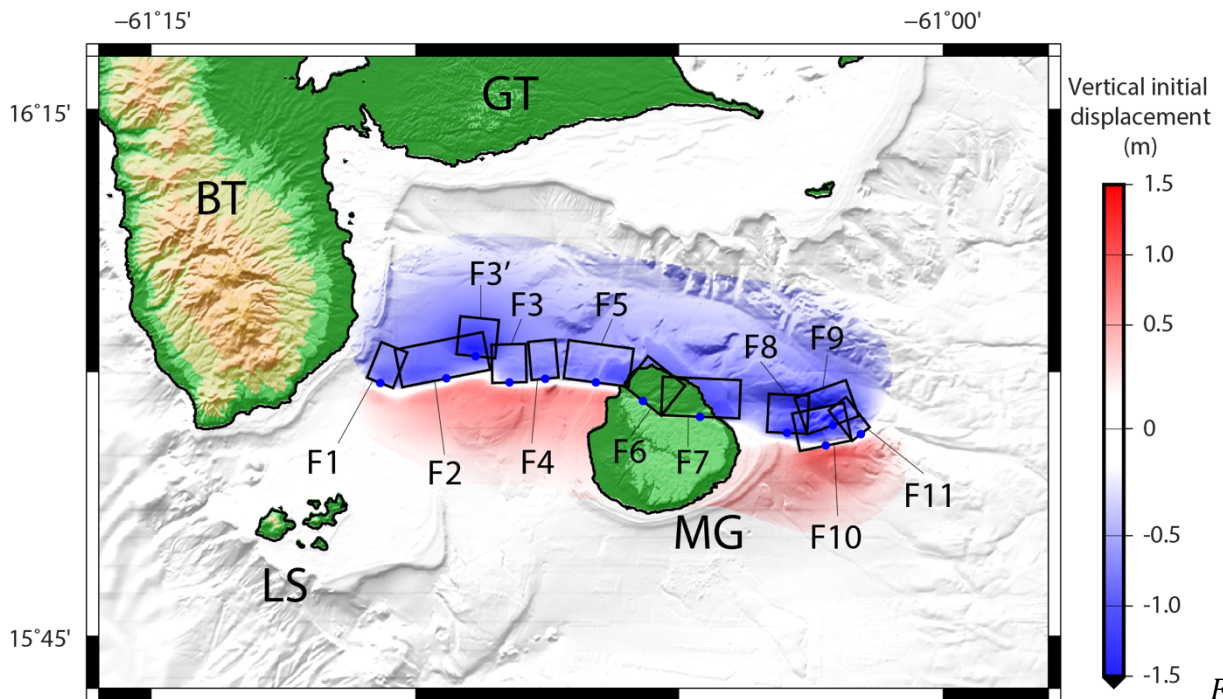 −61°15'
−61°00'
16°15'
15°45'
GT
BT
F3’
F3
F5
F8
F9
F1
F2
F4
F6
F7
F10
F11
MG
LS
Vertical initial
displacement
(m)
1.5
1.0
0.5
0
-0.5
-1.0
-1.5
F